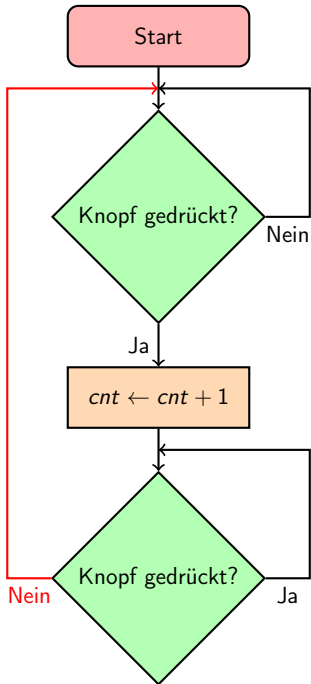 Start
Knopf gedrückt?
Nein
Ja
cnt ← cnt + 1
Knopf gedrückt?
Nein
Ja